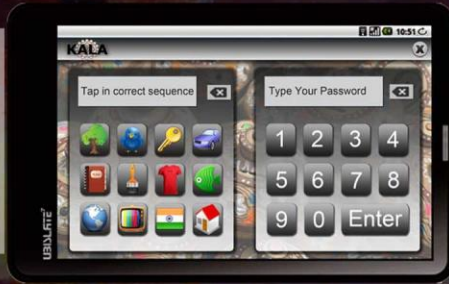 10:51
KALA
Tap in correct sequence
Type Your Password
1 2 3 4
5 6 7 8
9 0 Enter
UBISLATE